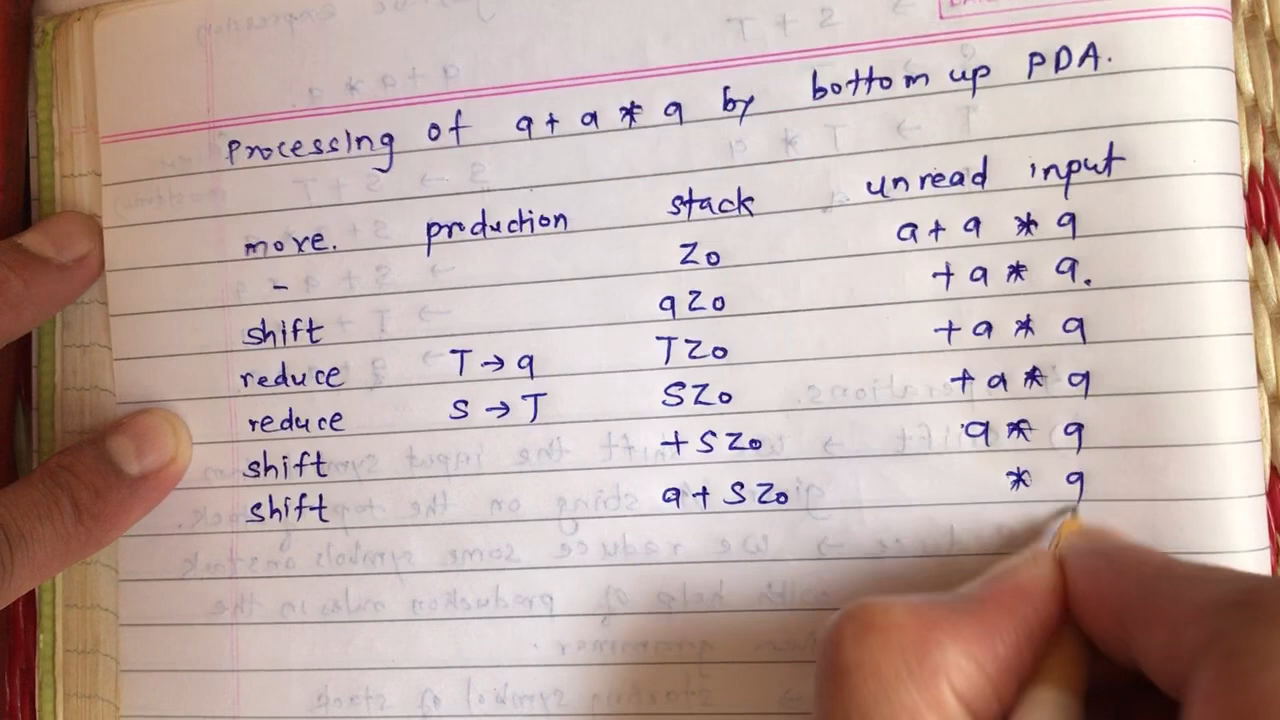 Processing of a+a*a by bottom up PDA.
move. production stack unread input
- Z0 a+a*a
shift aZ0 +a*a.
reduce T→a TZ0 +a*a
reduce S→T SZ0 +a*a
shift +SZ0 a*a
shift a+SZ0 *a